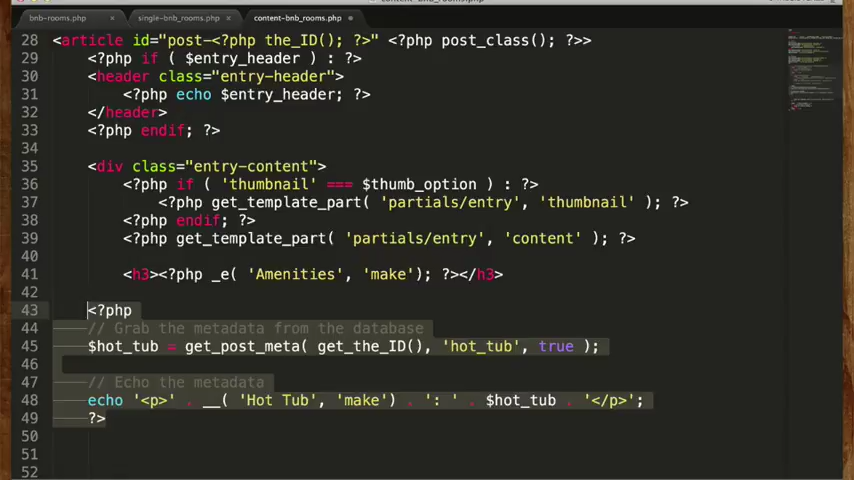 content-bnb_rooms.php
bnb-rooms.php × single-bnb_rooms.php × content-bnb_rooms.php
28 <article id="post-<?php the_ID(); ?>" <?php post_class(); ?>>
29 <?php if ( $entry_header ) : ?>
30 <header class="entry-header">
31 <?php echo $entry_header; ?>
32 </header>
33 <?php endif; ?>
34
35 <div class="entry-content">
36 <?php if ( 'thumbnail' === $thumb_option ) : ?>
37 <?php get_template_part( 'partials/entry', 'thumbnail' ); ?>
38 <?php endif; ?>
39 <?php get_template_part( 'partials/entry', 'content' ); ?>
40
41 <h3><?php _e( 'Amenities', 'make'); ?></h3>
42
43 <?php
44 // Grab the metadata from the database
45 $hot_tub = get_post_meta( get_the_ID(), 'hot_tub', true );
46
47 // Echo the metadata
48 echo '<p>' . __( 'Hot Tub', 'make') . ': ' . $hot_tub . '</p>';
49 ?>
50
51
52